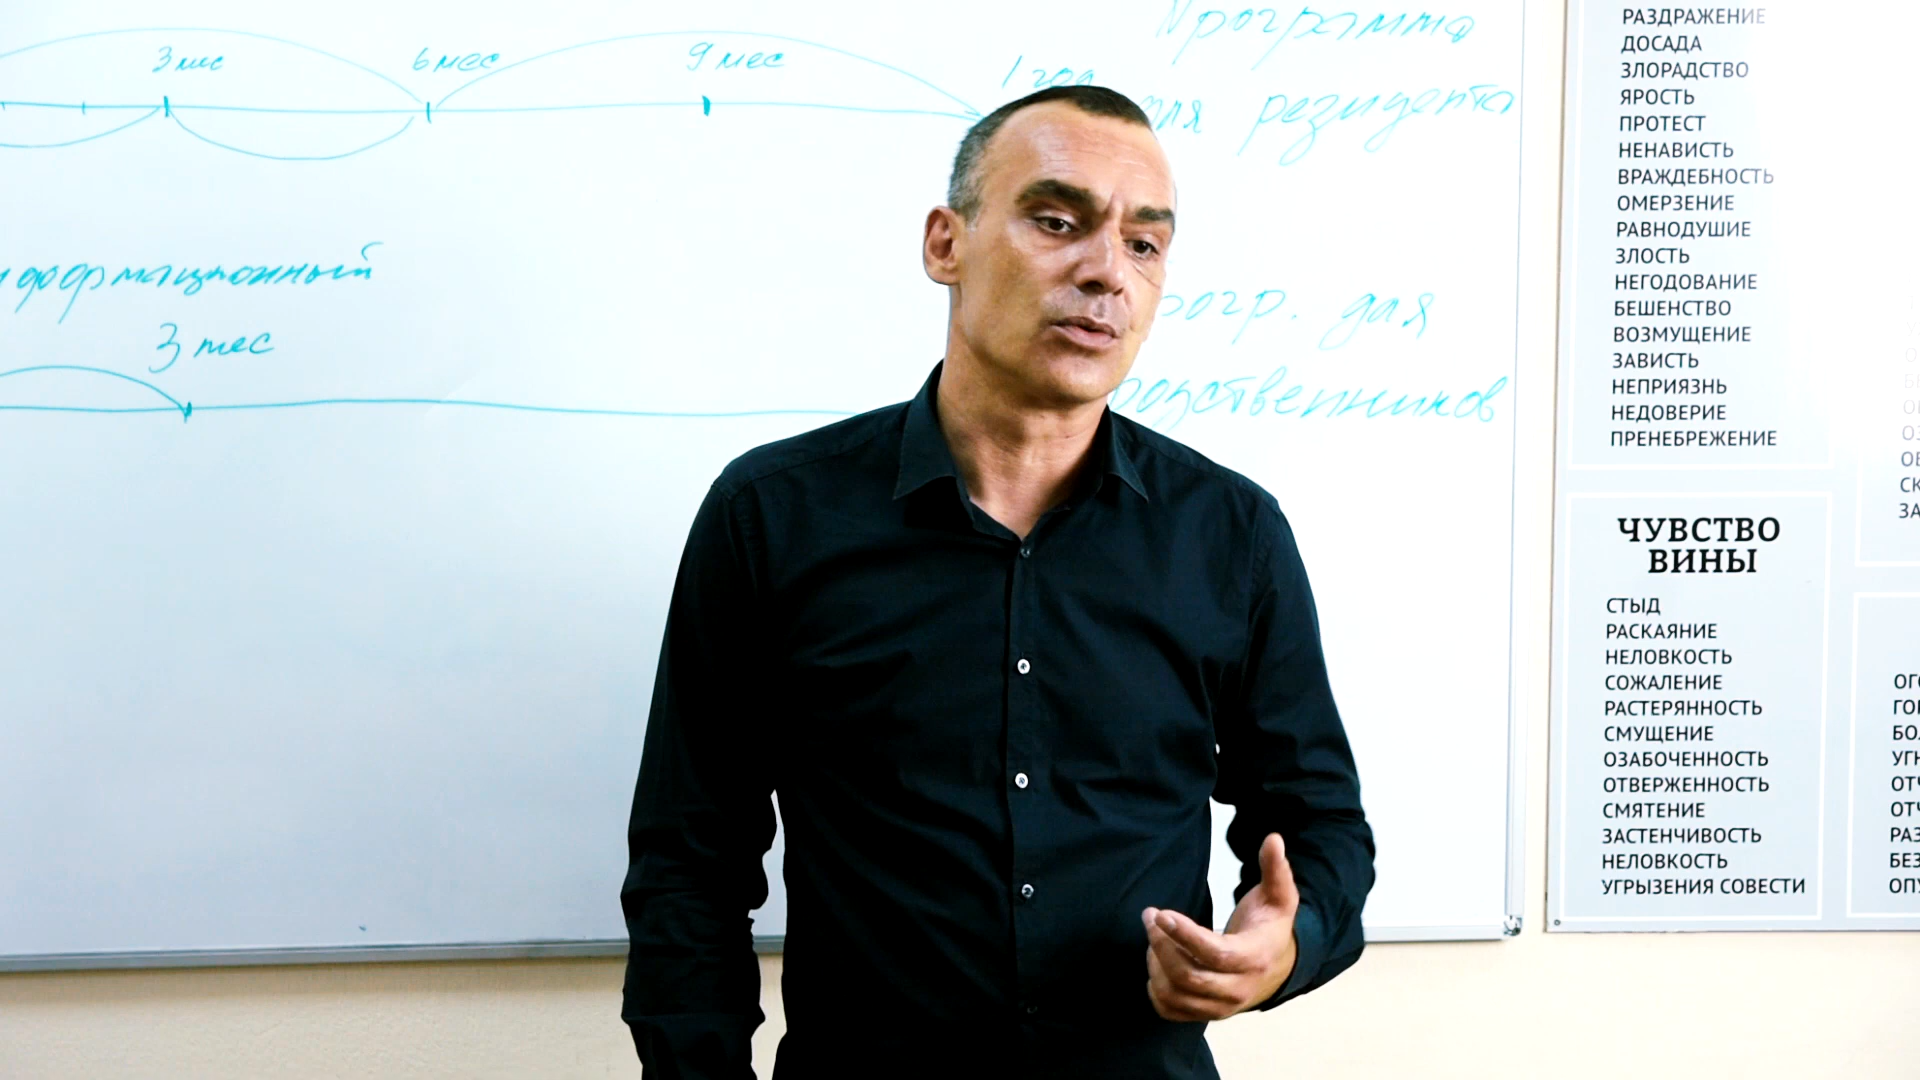 Программа
3 мес 6 мес 9 мес 1 год
для резидента
информационный
3 мес
прогр. для
родственников
РАЗДРАЖЕНИЕ
ДОСАДА
ЗЛОРАДСТВО
ЯРОСТЬ
ПРОТЕСТ
НЕНАВИСТЬ
ВРАЖДЕБНОСТЬ
ОМЕРЗЕНИЕ
РАВНОДУШИЕ
ЗЛОСТЬ
НЕГОДОВАНИЕ
БЕШЕНСТВО
ВОЗМУЩЕНИЕ
ЗАВИСТЬ
НЕПРИЯЗНЬ
НЕДОВЕРИЕ
ПРЕНЕБРЕЖЕНИЕ
ЧУВСТВО
ВИНЫ
СТЫД
РАСКАЯНИЕ
НЕЛОВКОСТЬ
СОЖАЛЕНИЕ
РАСТЕРЯННОСТЬ
СМУЩЕНИЕ
ОЗАБОЧЕННОСТЬ
ОТВЕРЖЕННОСТЬ
СМЯТЕНИЕ
ЗАСТЕНЧИВОСТЬ
НЕЛОВКОСТЬ
УГРЫЗЕНИЯ СОВЕСТИ